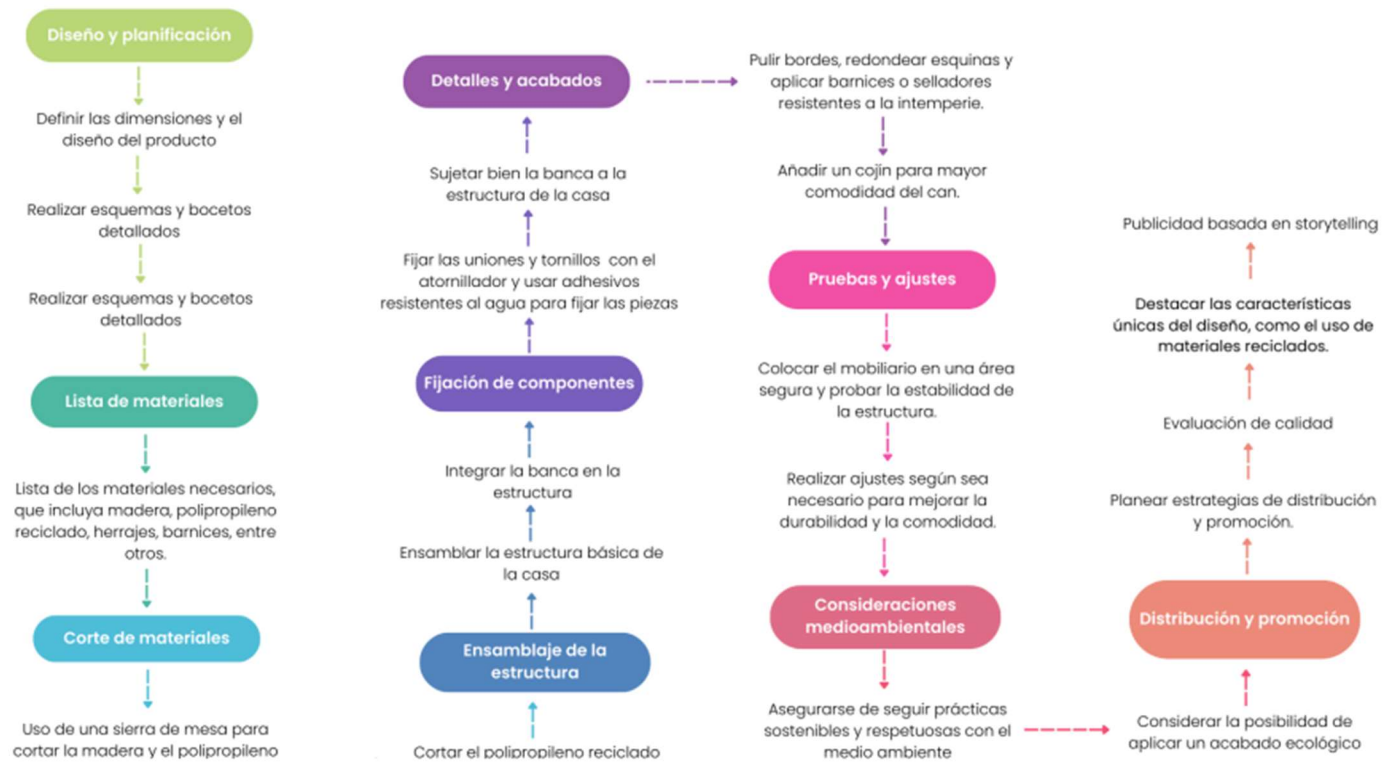 Diseño y planificación
Definir las dimensiones y el
diseño del producto
Realizar esquemas y bocetos
detallados
Realizar esquemas y bocetos
detallados
Lista de materiales
Lista de los materiales necesarios,
que incluya madera, polipropileno
reciclado, herrajes, barnices, entre
otros.
Corte de materiales
Uso de una sierra de mesa para
cortar la madera y el polipropileno
Cortar el polipropileno reciclado
Ensamblaje de la
estructura
Ensamblar la estructura básica de
la casa
Integrar la banca en la
estructura
Fijación de componentes
Fijar las uniones y tornillos con el
atornillador y usar adhesivos
resistentes al agua para fijar las piezas
Sujetar bien la banca a la
estructura de la casa
Detalles y acabados
Pulir bordes, redondear esquinas y
aplicar barnices o selladores
resistentes a la intemperie.
Añadir un cojín para mayor
comodidad del can.
Pruebas y ajustes
Colocar el mobiliario en una área
segura y probar la estabilidad de
la estructura.
Realizar ajustes según sea
necesario para mejorar la
durabilidad y la comodidad.
Consideraciones
medioambientales
Asegurarse de seguir prácticas
sostenibles y respetuosas con el
medio ambiente
Considerar la posibilidad de
aplicar un acabado ecológico
Distribución y promoción
Planear estrategias de distribución
y promoción.
Evaluación de calidad
Destacar las características
únicas del diseño, como el uso de
materiales reciclados.
Publicidad basada en storytelling